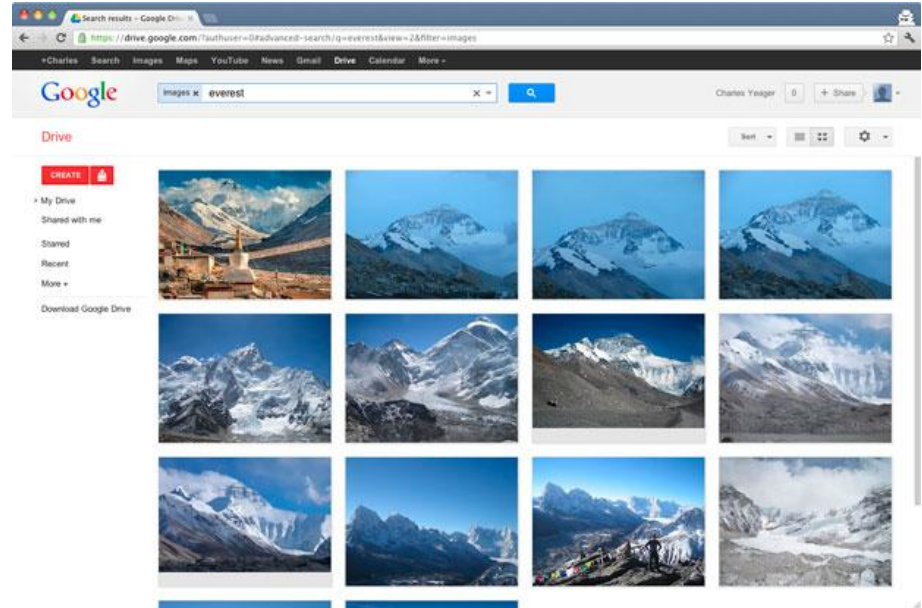 Search results – Google Driv
https://drive.google.com/?authuser=0#advanced-search/q=everest&view=2&filter=images
+Charles Search Images Maps YouTube News Gmail Drive Calendar More
Google images x everest x Charles Yeager 0 + Share
Drive Sort
CREATE
My Drive
Shared with me
Starred
Recent
More
Download Google Drive